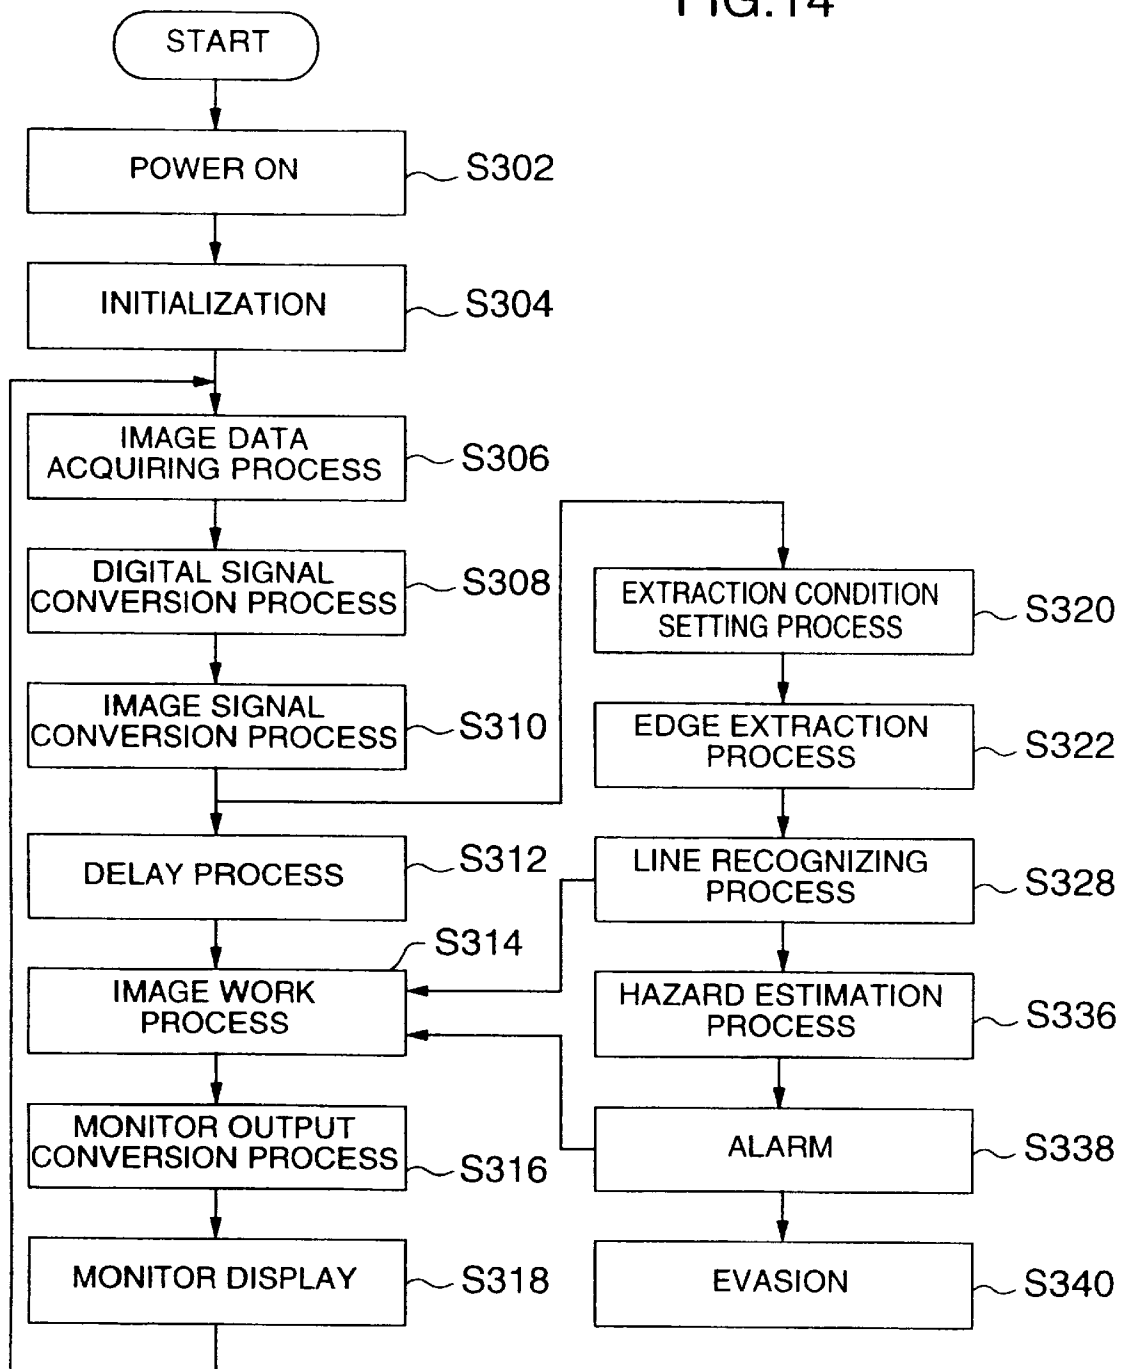 FIG.14
START
POWER ON
S302
INITIALIZATION
S304
IMAGE DATA
ACQUIRING PROCESS
S306
DIGITAL SIGNAL
CONVERSION PROCESS
S308
IMAGE SIGNAL
CONVERSION PROCESS
S310
DELAY PROCESS
S312
S314
IMAGE WORK
PROCESS
MONITOR OUTPUT
CONVERSION PROCESS
S316
MONITOR DISPLAY
S318
EXTRACTION CONDITION
SETTING PROCESS
S320
EDGE EXTRACTION
PROCESS
S322
LINE RECOGNIZING
PROCESS
S328
HAZARD ESTIMATION
PROCESS
S336
ALARM
S338
EVASION
S340